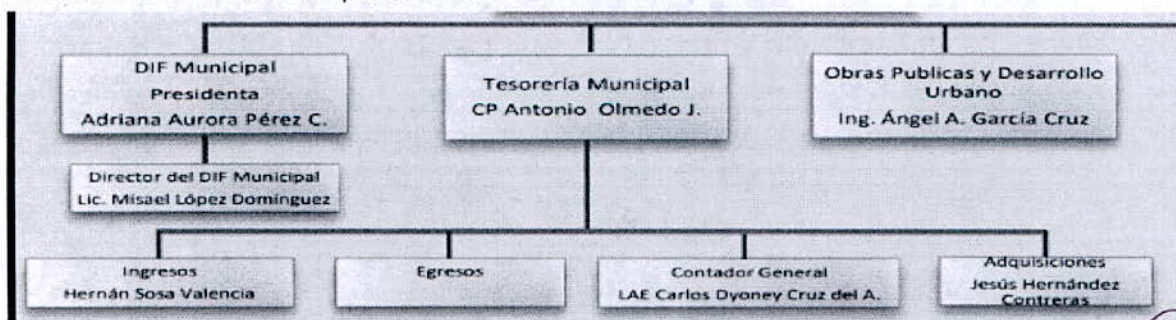 DIF Municipal
Presidenta
Adriana Aurora Pérez C.
Tesorería Municipal
CP Antonio Olmedo J.
Obras Publicas y Desarrollo
Urbano
Ing. Ángel A. García Cruz
Director del DIF Municipal
Lic. Misael López Domínguez
Ingresos
Hernán Sosa Valencia
Egresos
Contador General
LAE Carlos Dyoney Cruz del A.
Adquisiciones
Jesús Hernández
Contreras